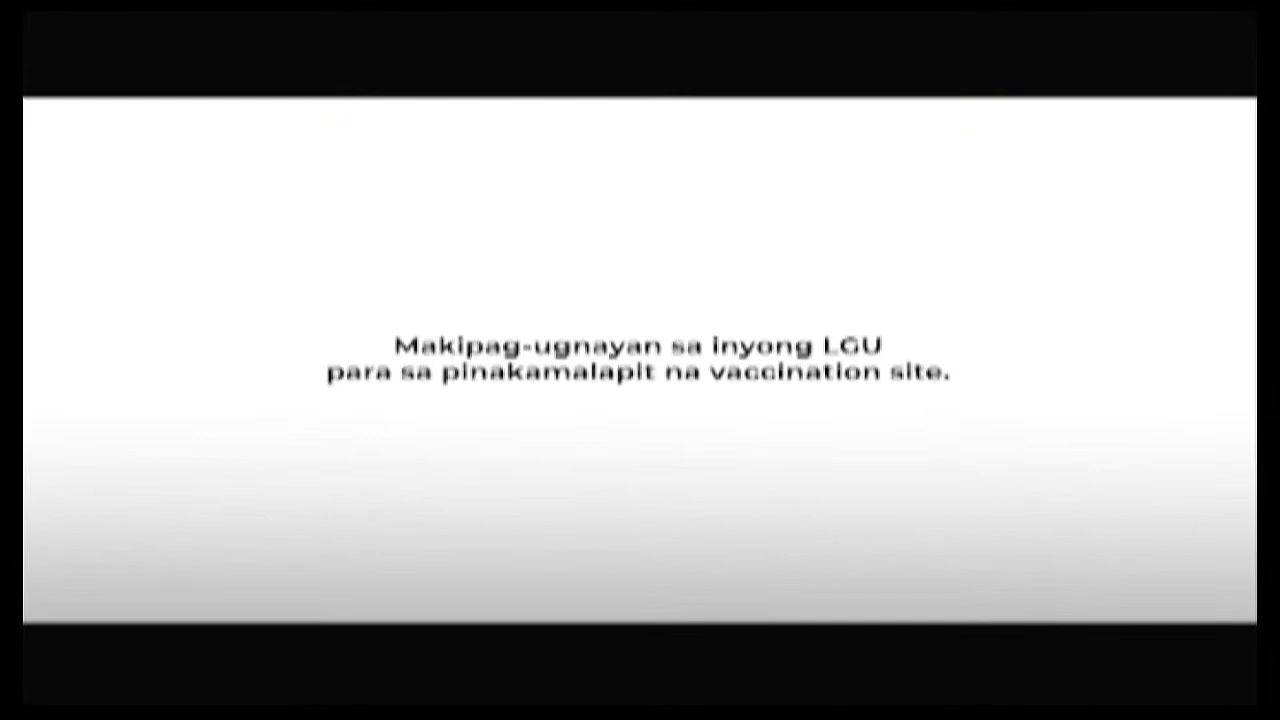 Makipag-ugnayan sa inyong LGU
para sa pinakamalapit na vaccination site.